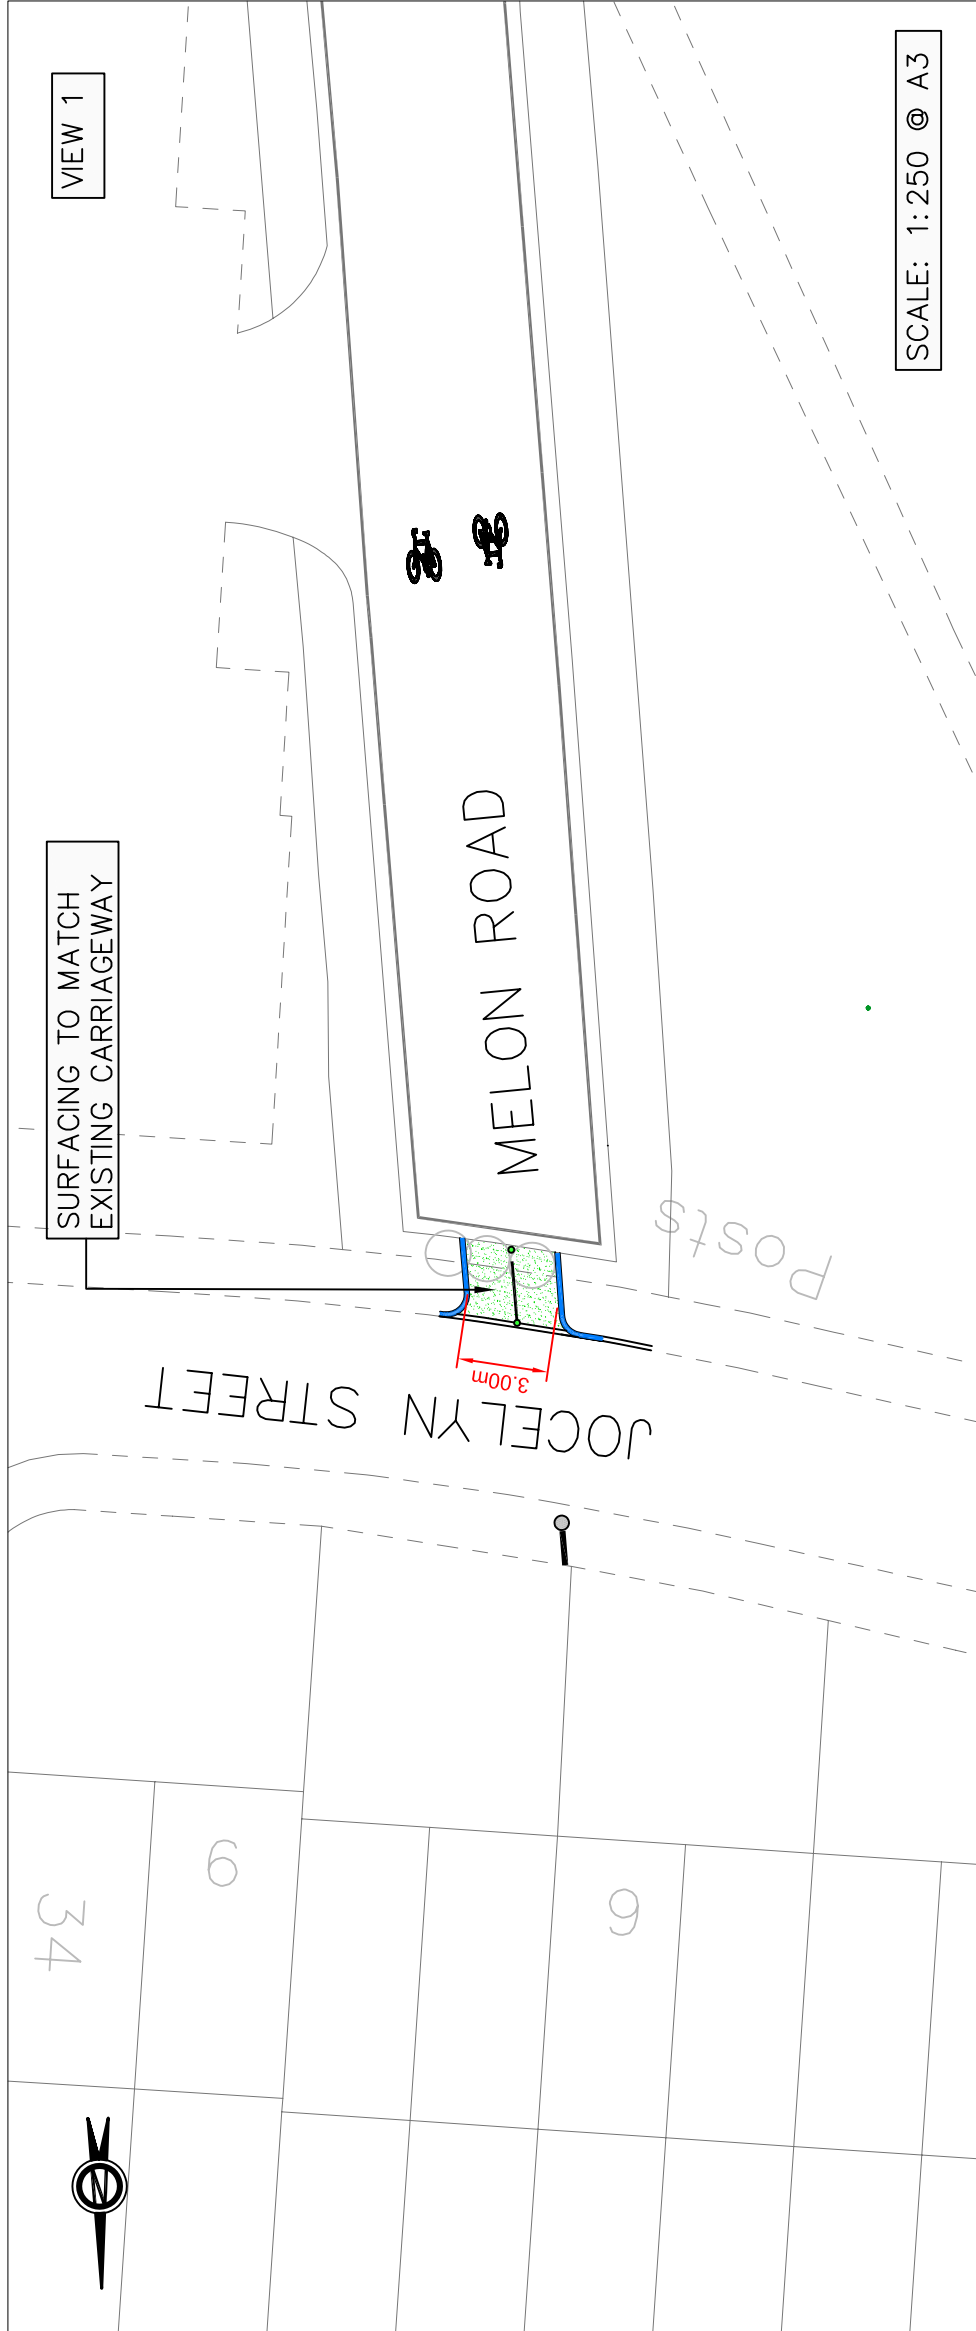 VIEW 1
SCALE: 1:250 @ A3
SURFACING TO MATCH
EXISTING CARRIAGEWAY
MELON ROAD
Posts
3.00m
JOCELYN STREET
34
9
6
N